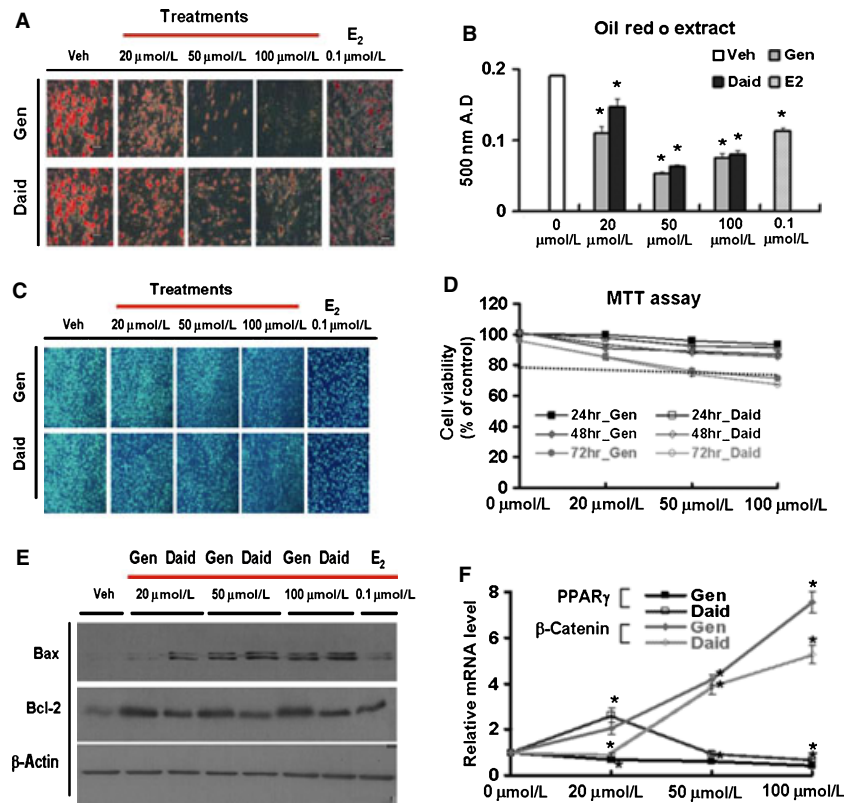 A
Treatments
E2
Veh
20 μmol/L
50 μmol/L
100 μmol/L
0.1 μmol/L
Gen
Daid
B
Oil red o extract
Veh
Gen
Daid
E2
500 nm A.D
0.2
0.1
0
*
*
*
*
*
*
*
0 μmol/L
20 μmol/L
50 μmol/L
100 μmol/L
0.1 μmol/L
C
Treatments
E2
Veh
20 μmol/L
50 μmol/L
100 μmol/L
0.1 μmol/L
Gen
Daid
D
MTT assay
Cell viability
(% of control)
120
100
80
60
40
20
0
24hr_Gen
24hr_Daid
48hr_Gen
48hr_Daid
72hr_Gen
72hr_Daid
0 μmol/L
20 μmol/L
50 μmol/L
100 μmol/L
E
Gen Daid
Gen Daid
Gen Daid
E2
Veh
20 μmol/L
50 μmol/L
100 μmol/L
0.1 μmol/L
Bax
Bcl-2
β-Actin
F
Relative mRNA level
8
6
4
2
0
PPARγ
Gen
Daid
β-Catenin
Gen
Daid
*
*
*
*
*
*
*
*
*
*
0 μmol/L
20 μmol/L
50 μmol/L
100 μmol/L